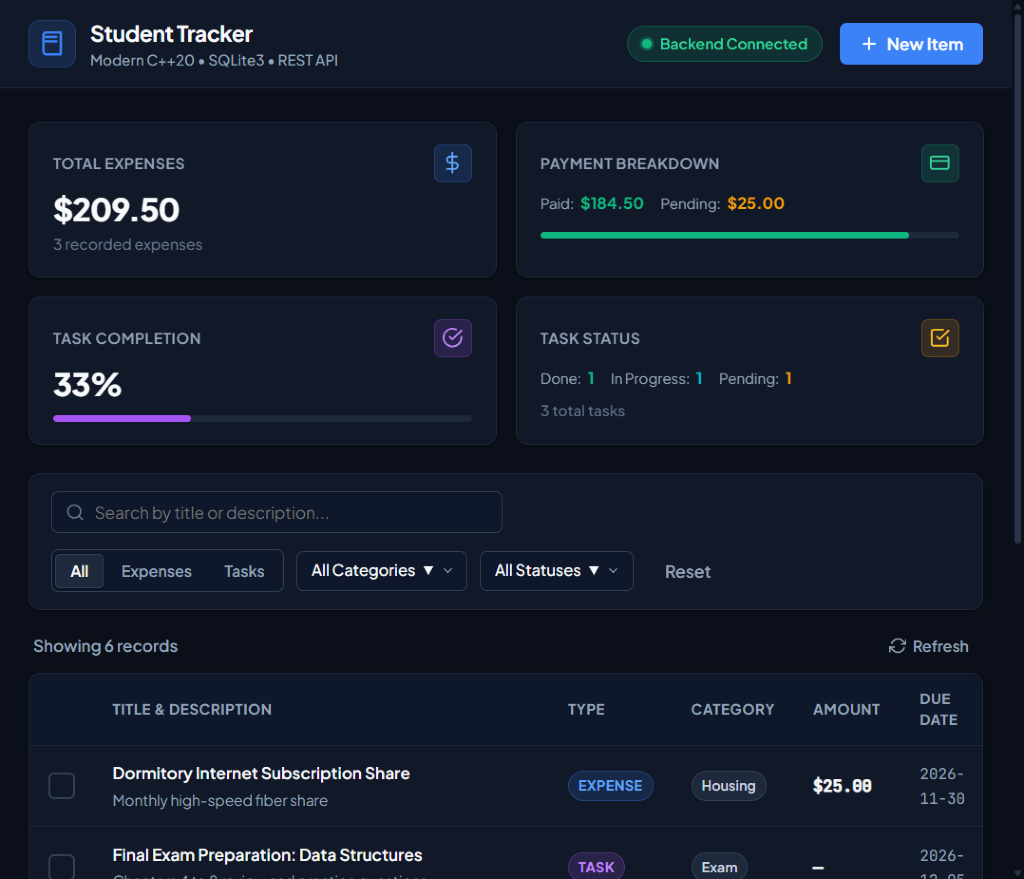 Student Tracker
Modern C++20 • SQLite3 • REST API
Backend Connected
+ New Item
TOTAL EXPENSES
$
$209.50
3 recorded expenses
PAYMENT BREAKDOWN
Paid: $184.50 Pending: $25.00
TASK COMPLETION
33%
TASK STATUS
Done: 1 In Progress: 1 Pending: 1
3 total tasks
Search by title or description...
All Expenses Tasks All Categories ▼ All Statuses ▼ Reset
Showing 6 records
Refresh
TITLE & DESCRIPTION TYPE CATEGORY AMOUNT DUE
DATE
Dormitory Internet Subscription Share
Monthly high-speed fiber share
EXPENSE Housing $25.00 2026-
11-30
Final Exam Preparation: Data Structures
TASK Exam — 2026-